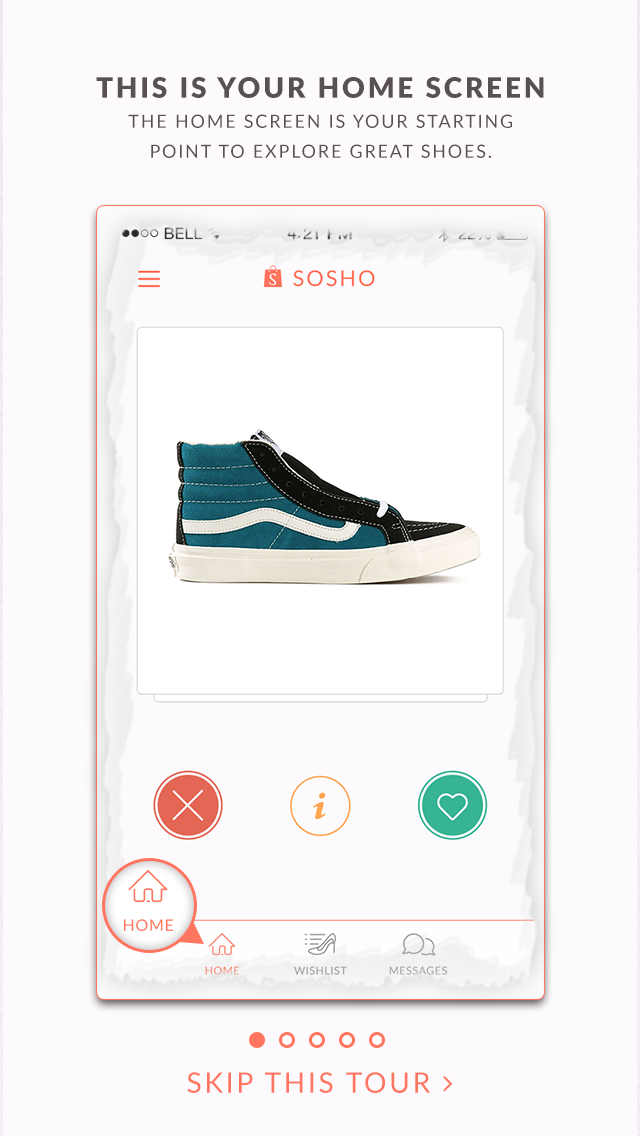 THIS IS YOUR HOME SCREEN
THE HOME SCREEN IS YOUR STARTING
POINT TO EXPLORE GREAT SHOES.
BELL 4:21 PM 22%
SOSHO
HOME
HOME WISHLIST MESSAGES
SKIP THIS TOUR >